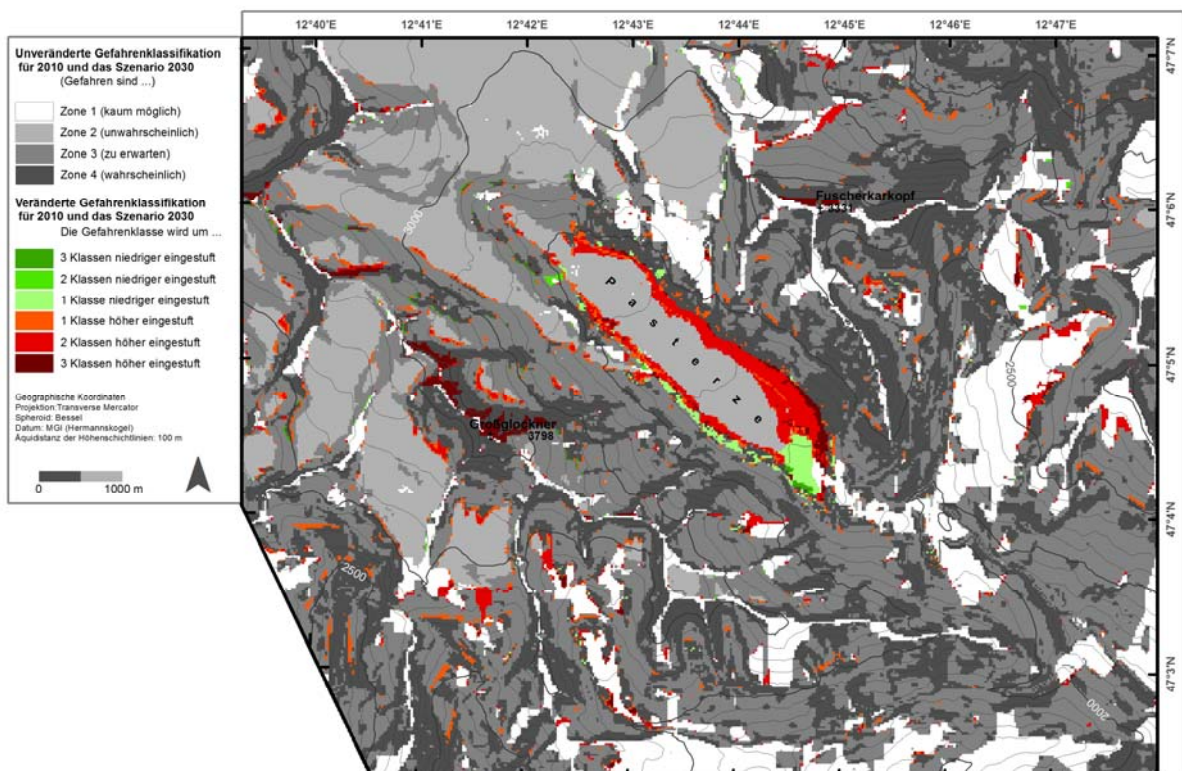 12°40'E 12°41'E 12°42'E 12°43'E 12°44'E 12°45'E 12°46'E 12°47'E
Unveränderte Gefahrenklassifikation
für 2010 und das Szenario 2030
(Gefahren sind ...)
Zone 1 (kaum möglich)
Zone 2 (unwahrscheinlich)
Zone 3 (zu erwarten)
Zone 4 (wahrscheinlich)
Veränderte Gefahrenklassifikation
für 2010 und das Szenario 2030
Die Gefahrenklasse wird um ...
3 Klassen niedriger eingestuft
2 Klassen niedriger eingestuft
1 Klasse niedriger eingestuft
1 Klasse höher eingestuft
2 Klassen höher eingestuft
3 Klassen höher eingestuft
Geographische Koordinaten
Projektion:Transverse Mercator
Spheroid: Bessel
Datum: MGI (Hermannskogel)
Äquidistanz der Höhenschichtlinien: 100 m
0 1000 m
3000
Fuscherkarkopf
3331
Pasterze
Großglockner
3798
2500
2500
2000
47°7'N
47°6'N
47°5'N
47°4'N
47°3'N